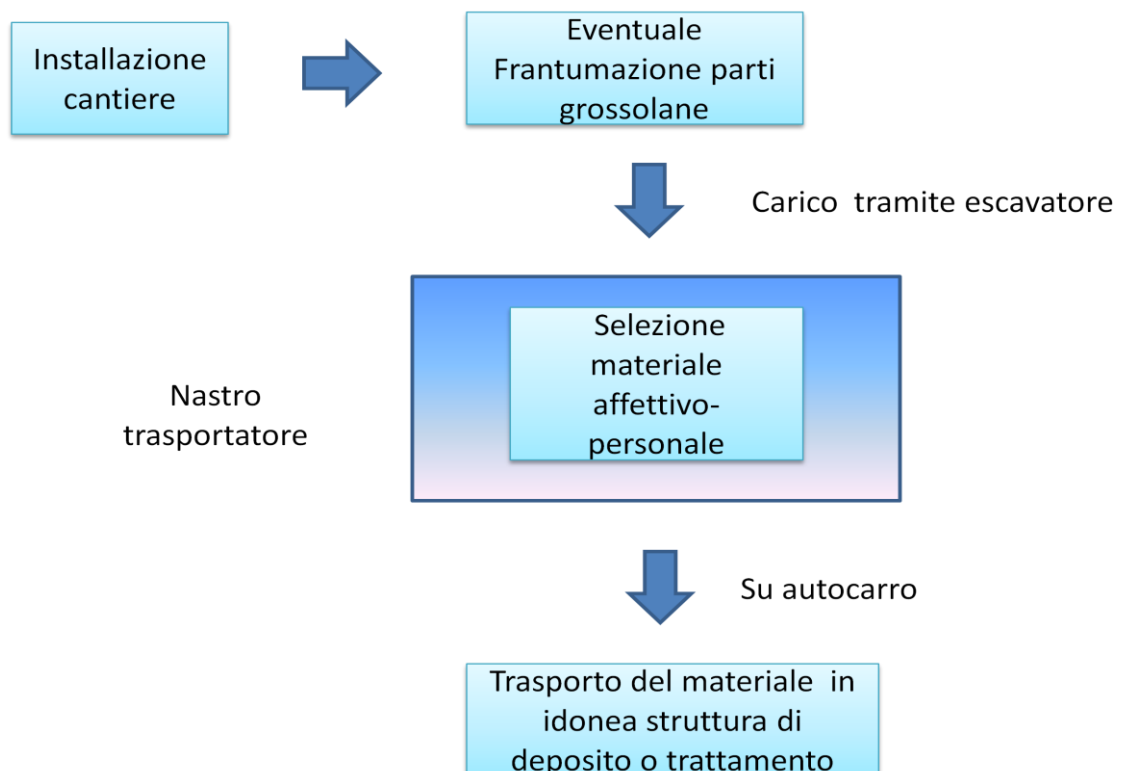 Installazione
cantiere
Eventuale
Frantumazione parti
grossolane
Carico tramite escavatore
Nastro
trasportatore
Selezione
materiale
affettivo-
personale
Su autocarro
Trasporto del materiale in
idonea struttura di
deposito o trattamento